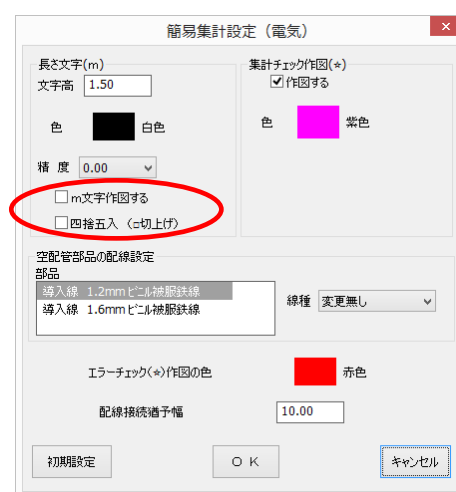 簡易集計設定（電気）
×
長さ文字(m)
文字高 1.50
色 白色
精 度 0.00
m文字作図する
四捨五入 （□切上げ）
集計チェック作図(☆)
作図する
色 紫色
空配管部品の配線設定
部品
導入線 1.2mmビニル被服鉄線
導入線 1.6mmビニル被服鉄線
線種 変更無し
エラーチェック(☆)作図の色 赤色
配線接続猶予幅 10.00
初期設定 ＯＫ キャンセル